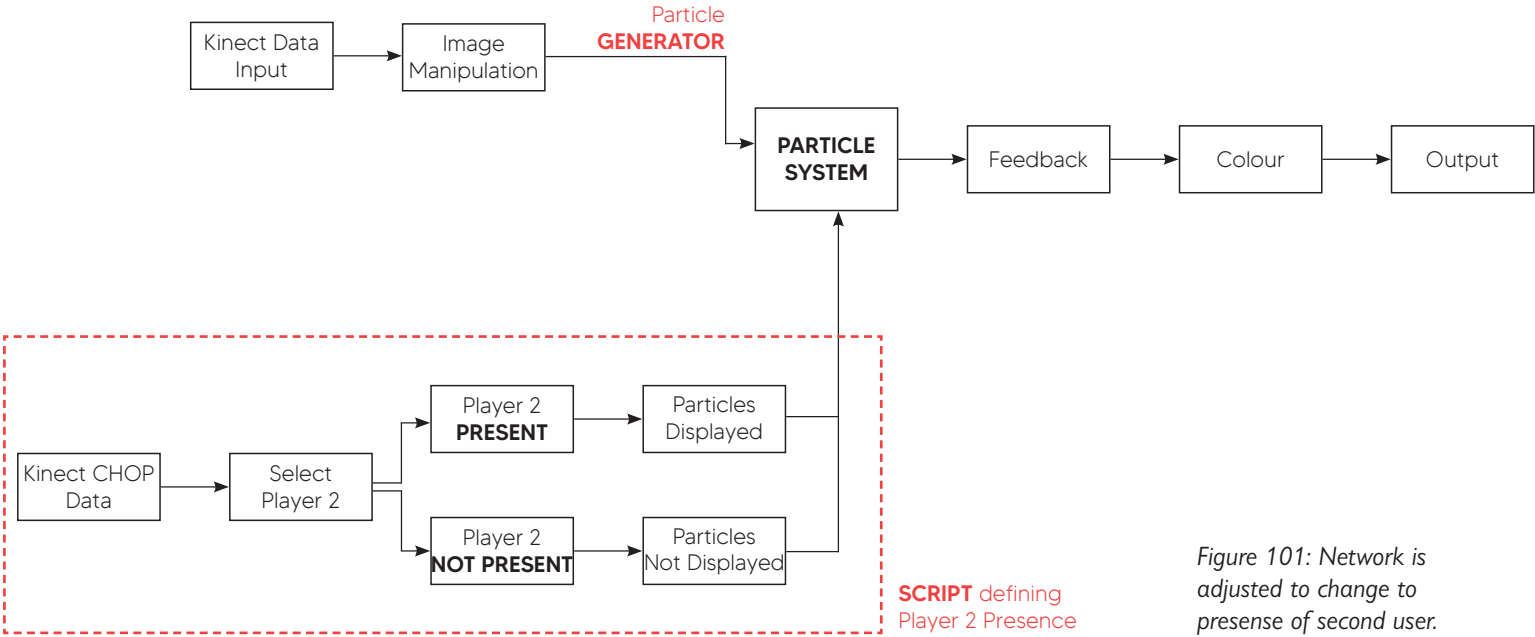 Particle
GENERATOR
Kinect Data
Input
Image
Manipulation
PARTICLE
SYSTEM
Feedback
Colour
Output
Player 2
PRESENT
Particles
Displayed
Kinect CHOP
Data
Select
Player 2
Player 2
NOT PRESENT
Particles
Not Displayed
SCRIPT defining
Player 2 Presence
Figure 101: Network is
adjusted to change to
presense of second user.